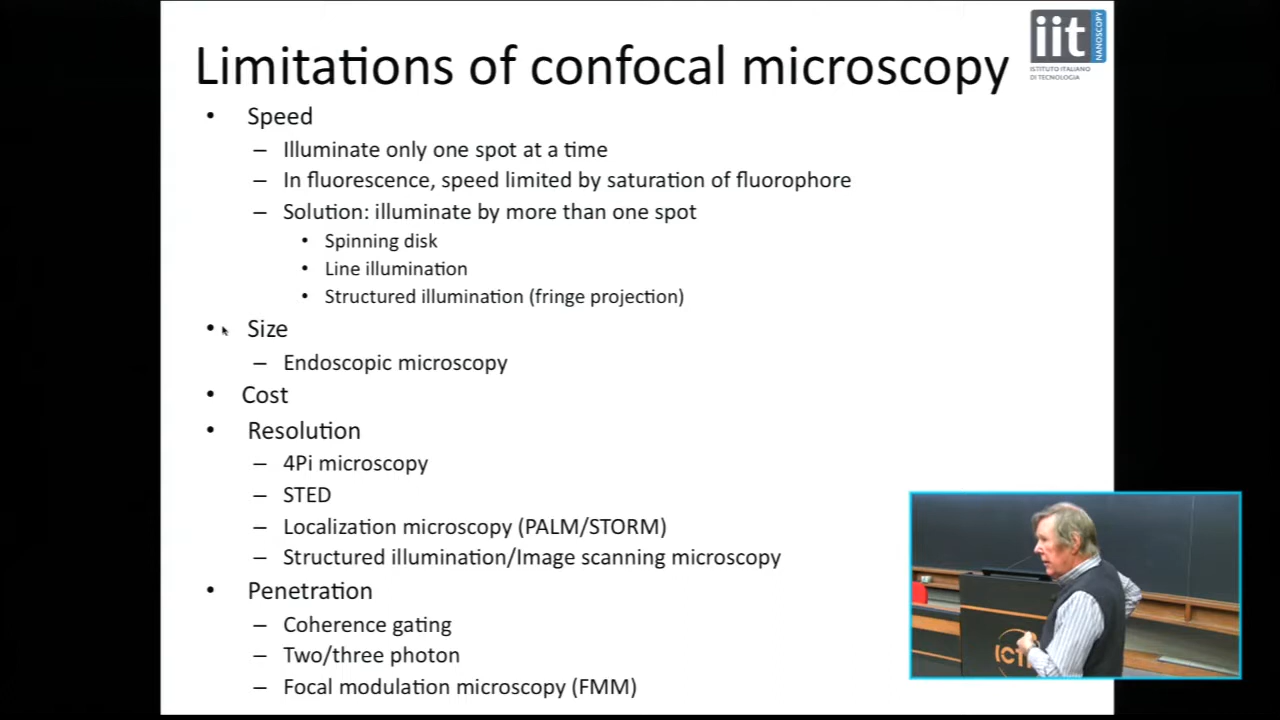 Limitations of confocal microscopy
iit
NANOSCOPY
ISTITUTO ITALIANO
DI TECNOLOGIA
• Speed
– Illuminate only one spot at a time
– In fluorescence, speed limited by saturation of fluorophore
– Solution: illuminate by more than one spot
• Spinning disk
• Line illumination
• Structured illumination (fringe projection)
• Size
– Endoscopic microscopy
• Cost
• Resolution
– 4Pi microscopy
– STED
– Localization microscopy (PALM/STORM)
– Structured illumination/Image scanning microscopy
• Penetration
– Coherence gating
– Two/three photon
– Focal modulation microscopy (FMM)